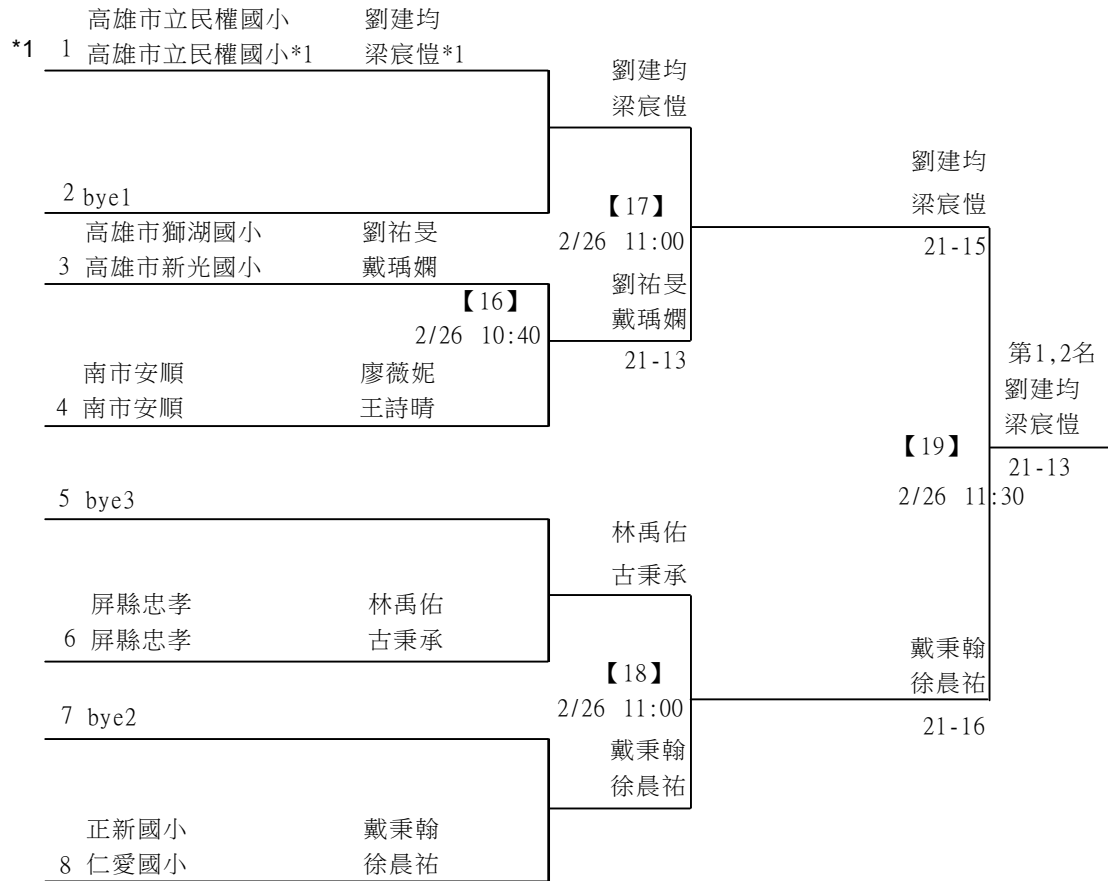 高雄市立民權國小 劉建均
*1 1 高雄市立民權國小*1 梁宸愷*1
劉建均
梁宸愷
劉建均
2 bye1
梁宸愷
【17】
高雄市獅湖國小 劉祐旻
2/26 11:00
21-15
3 高雄市新光國小 戴瑀嫻
劉祐旻
【16】
戴瑀嫻
2/26 10:40
21-13
第1,2名
南市安順 廖薇妮
劉建均
4 南市安順 王詩晴
梁宸愷
【19】
21-13
5 bye3
2/26 11:30
林禹佑
古秉承
屏縣忠孝 林禹佑
6 屏縣忠孝 古秉承
戴秉翰
【18】
徐晨祐
7 bye2
2/26 11:00
21-16
戴秉翰
徐晨祐
正新國小 戴秉翰
8 仁愛國小 徐晨祐